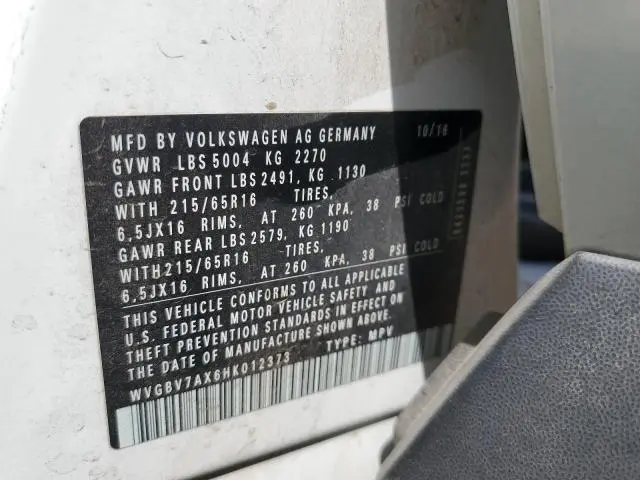 MFD BY VOLKSWAGEN AG GERMANY 10/16
GVWR LBS 5004 KG 2270
GAWR FRONT LBS 2491, KG 1130
WITH 215/65R16 TIRES,
6,5JX16 RIMS, AT 260 KPA, 38 PSI COLD
GAWR REAR LBS 2579, KG 1190
WITH 215/65R16 TIRES,
6,5JX16 RIMS, AT 260 KPA, 38 PSI COLD
THIS VEHICLE CONFORMS TO ALL APPLICABLE
U.S. FEDERAL MOTOR VEHICLE SAFETY AND
THEFT PREVENTION STANDARDS IN EFFECT ON
THE DATE OF MANUFACTURE SHOWN ABOVE.
WVGBV7AX6HK012373 TYPE: MPV